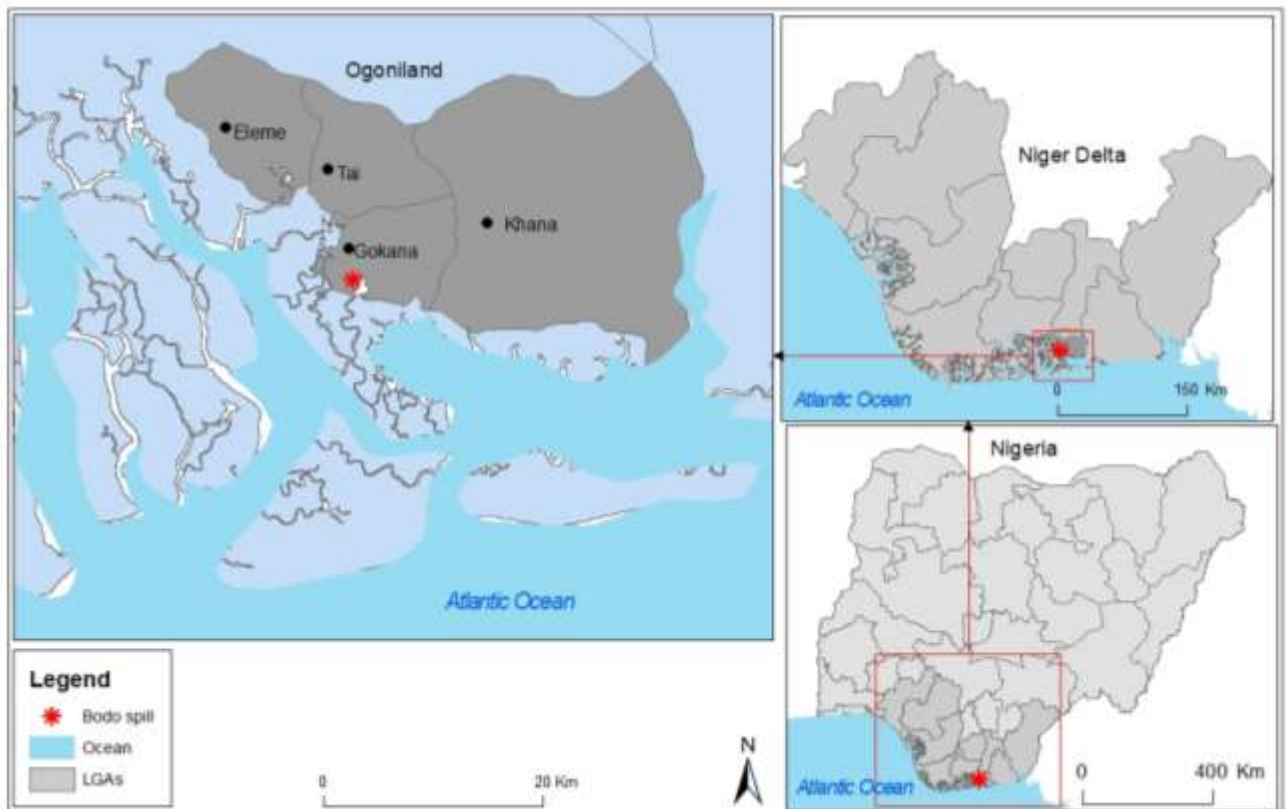 Ogoniland
Eleme
Tai
Khana
Gokana
Atlantic Ocean
Niger Delta
Atlantic Ocean
0 150 Km
Nigeria
Atlantic Ocean
0 400 Km
Legend
Bodo spill
Ocean
LGAs
0 20 Km
N